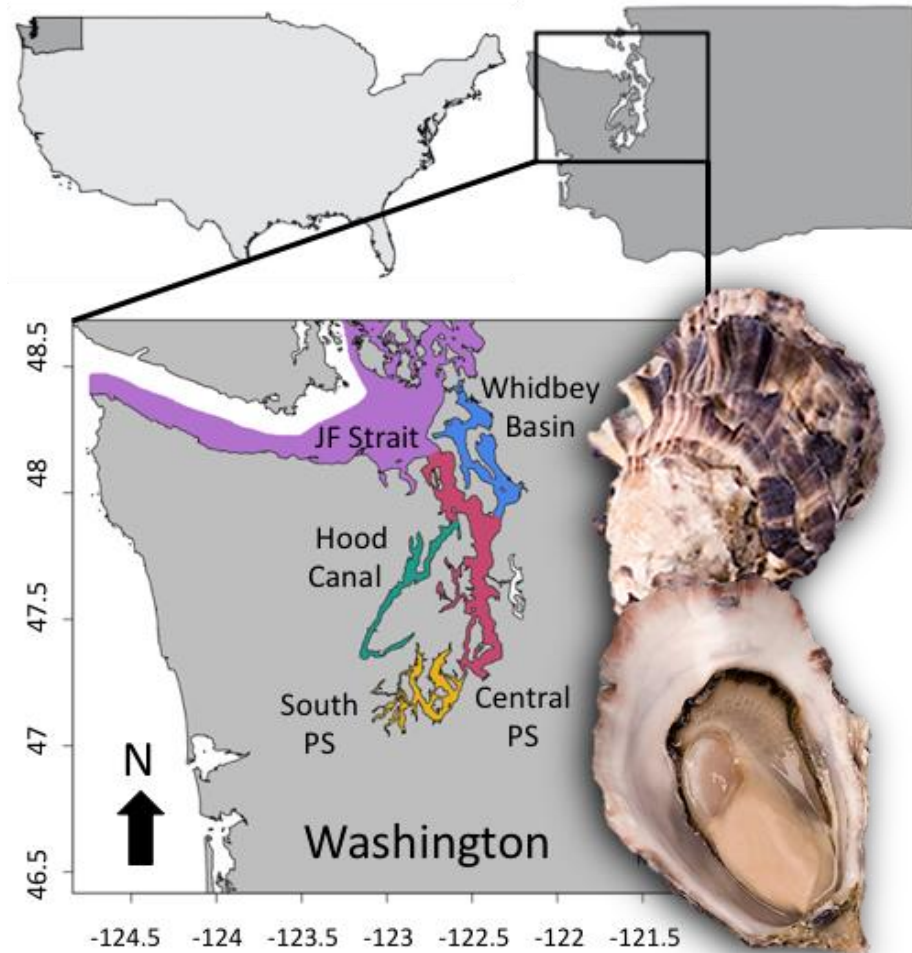 48.5
48
47.5
47
46.5
Whidbey
Basin
JF Strait
Hood
Canal
South
PS
Central
PS
N
Washington
-124.5
-124
-123.5
-123
-122.5
-122
-121.5